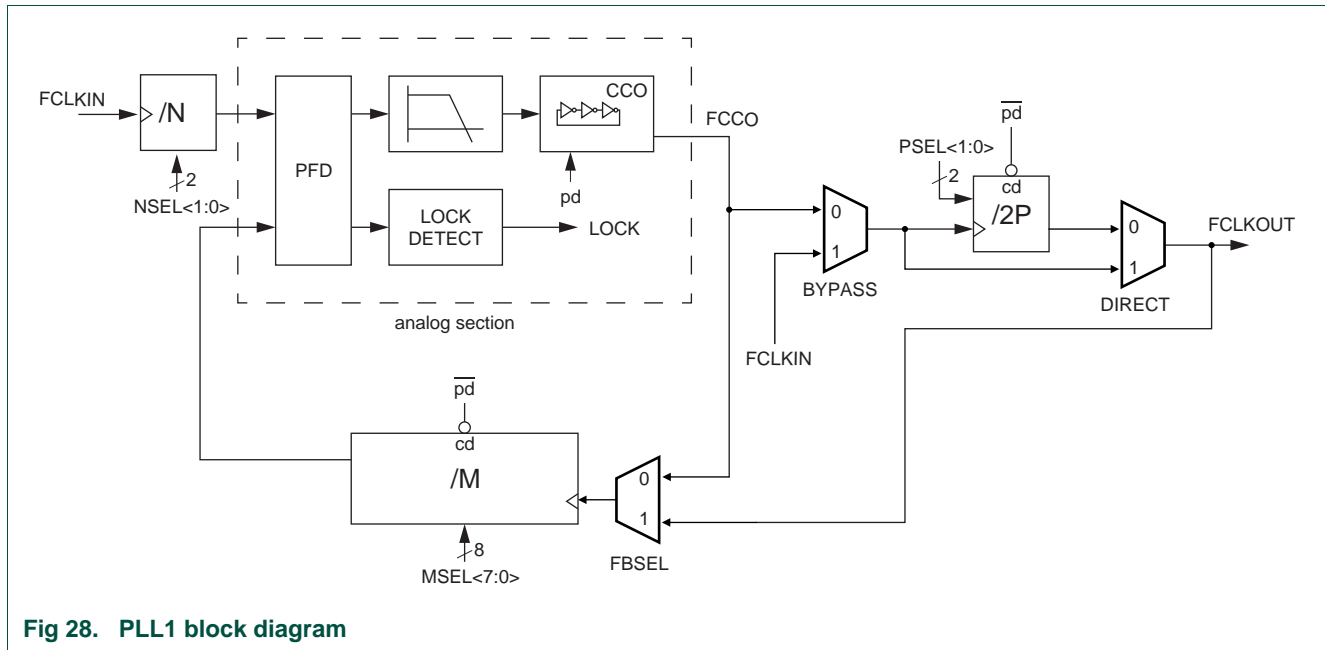 CCO
FCLKIN
/N
FCCO
pd
PSEL<1:0>
2
cd
/2P
PFD
2
NSEL<1:0>
pd
0
1
BYPASS
0
1
DIRECT
FCLKOUT
LOCK
DETECT
LOCK
analog section
FCLKIN
pd
cd
/M
0
1
FBSEL
8
MSEL<7:0>
Fig 28. PLL1 block diagram